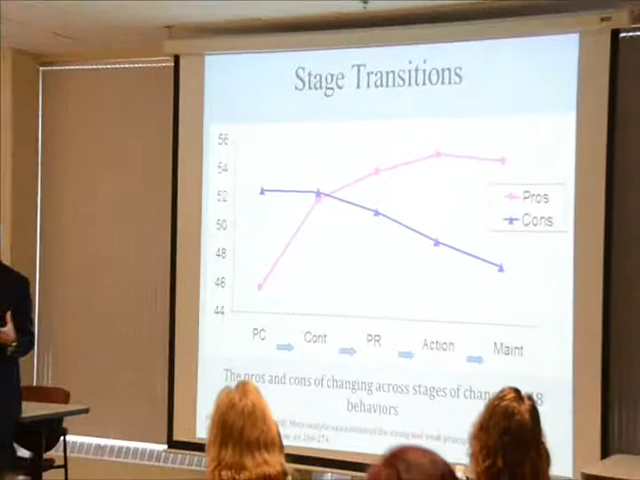 Stage Transitions
56
54
52
50
48
46
44
Pros
Cons
PC
Cont
PR
Action
Maint
The pros and cons of changing across stages of 48
behaviors